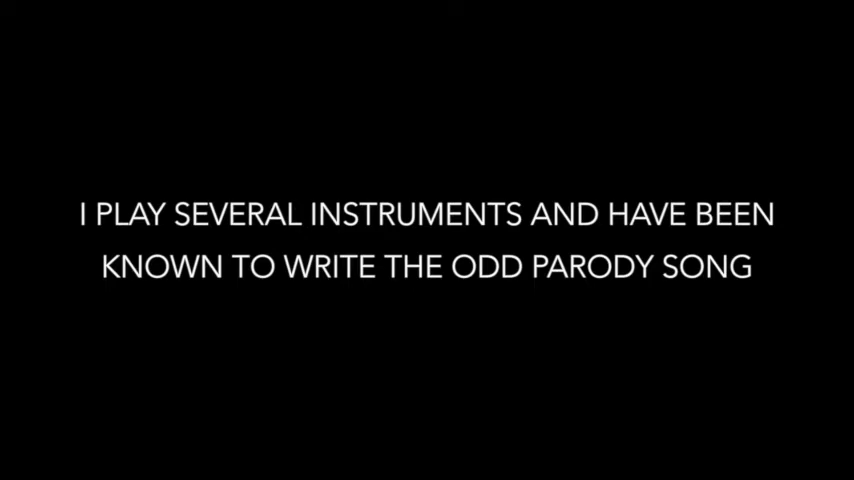 I PLAY SEVERAL INSTRUMENTS AND HAVE BEEN
KNOWN TO WRITE THE ODD PARODY SONG